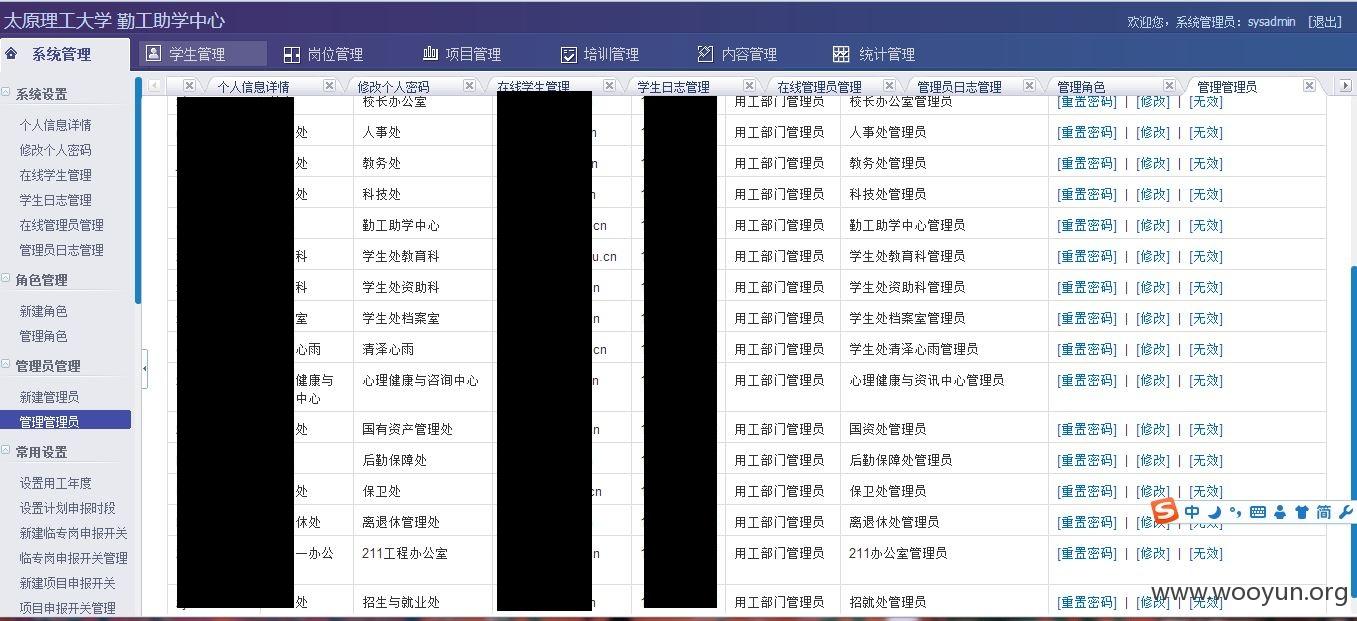 太原理工大学 勤工助学中心
欢迎您，系统管理员：sysadmin [退出]
系统管理 学生管理 岗位管理 项目管理 培训管理 内容管理 统计管理
个人信息详情 修改个人密码 在线学生管理 学生日志管理 在线管理员管理 管理员日志管理 管理角色 管理管理员
系统设置
个人信息详情
修改个人密码
在线学生管理
学生日志管理
在线管理员管理
管理员日志管理
角色管理
新建角色
管理角色
管理员管理
新建管理员
管理管理员
常用设置
设置用工年度
设置计划申报时段
新建临专岗申报开关
临专岗申报开关管理
新建项目申报开关
项目申报开关管理
校长办公室 用工部门管理员 校长办公室管理员 [重置密码] | [修改] | [无效]
处 人事处 n 用工部门管理员 人事处管理员 [重置密码] | [修改] | [无效]
处 教务处 n 用工部门管理员 教务处管理员 [重置密码] | [修改] | [无效]
处 科技处 用工部门管理员 科技处管理员 [重置密码] | [修改] | [无效]
勤工助学中心 cn 用工部门管理员 勤工助学中心管理员 [重置密码] | [修改] | [无效]
科 学生处教育科 u.cn 用工部门管理员 学生处教育科管理员 [重置密码] | [修改] | [无效]
科 学生处资助科 n 用工部门管理员 学生处资助科管理员 [重置密码] | [修改] | [无效]
室 学生处档案室 n 用工部门管理员 学生处档案室管理员 [重置密码] | [修改] | [无效]
心雨 清泽心雨 cn 用工部门管理员 学生处清泽心雨管理员 [重置密码] | [修改] | [无效]
健康与 心理健康与咨询中心 n 用工部门管理员 心理健康与资讯中心管理员 [重置密码] | [修改] | [无效]
中心
处 国有资产管理处 n 用工部门管理员 国资处管理员 [重置密码] | [修改] | [无效]
后勤保障处 用工部门管理员 后勤保障处管理员 [重置密码] | [修改] | [无效]
处 保卫处 cn 用工部门管理员 保卫处管理员 [重置密码] | [修改] | [无效]
休处 离退休管理处 用工部门管理员 离退休处管理员 [重置密码] | [修改] | [无效]
一办公 211工程办公室 n 用工部门管理员 211办公室管理员 [重置密码] | [修改] | [无效]
处 招生与就业处 用工部门管理员 招就处管理员 [重置密码] | [修改] | [无效]
中 简
www.wooyun.org